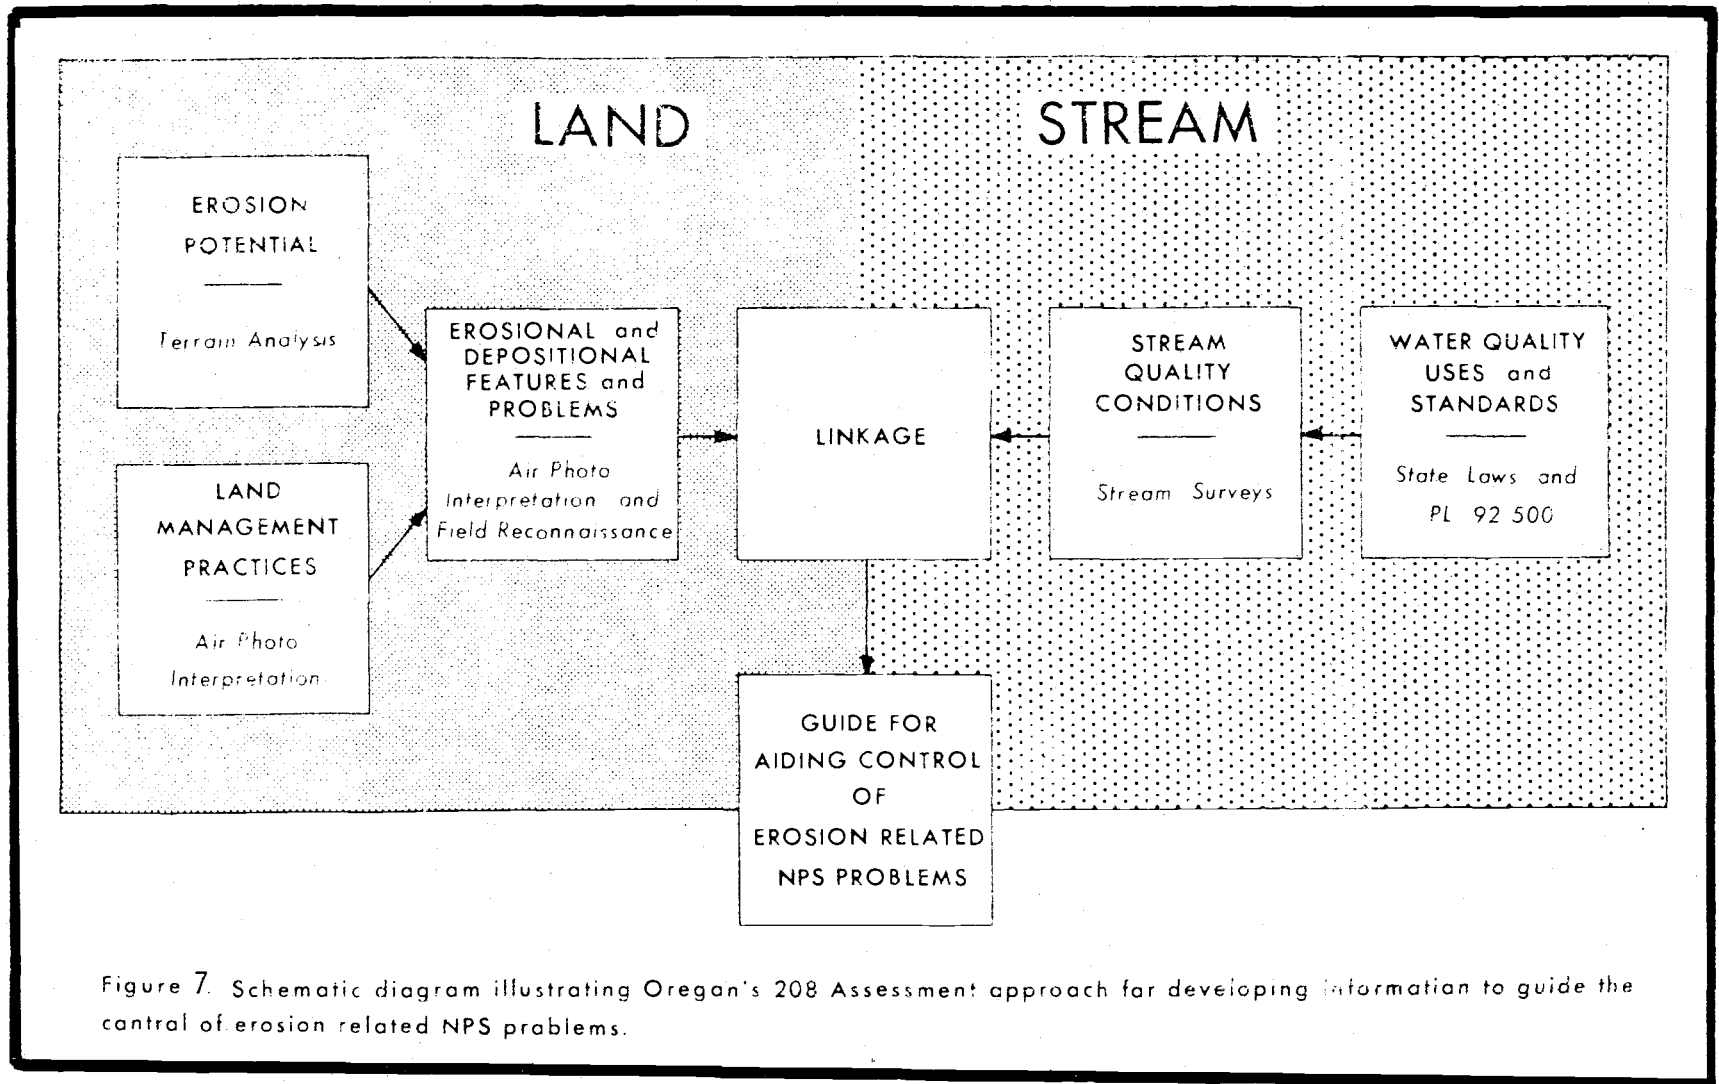 LAND
STREAM
EROSION
POTENTIAL
Terrain Analysis
LAND
MANAGEMENT
PRACTICES
Air Photo
Interpretation
EROSIONAL and
DEPOSITIONAL
FEATURES and
PROBLEMS
Air Photo
Interpretation and
Field Reconnaissance
LINKAGE
STREAM
QUALITY
CONDITIONS
Stream Surveys
WATER QUALITY
USES and
STANDARDS
State Laws and
PL 92 500
GUIDE FOR
AIDING CONTROL
OF
EROSION RELATED
NPS PROBLEMS
Figure 7. Schematic diagram illustrating Oregon's 208 Assessment approach for developing information to guide the
control of erosion related NPS problems.